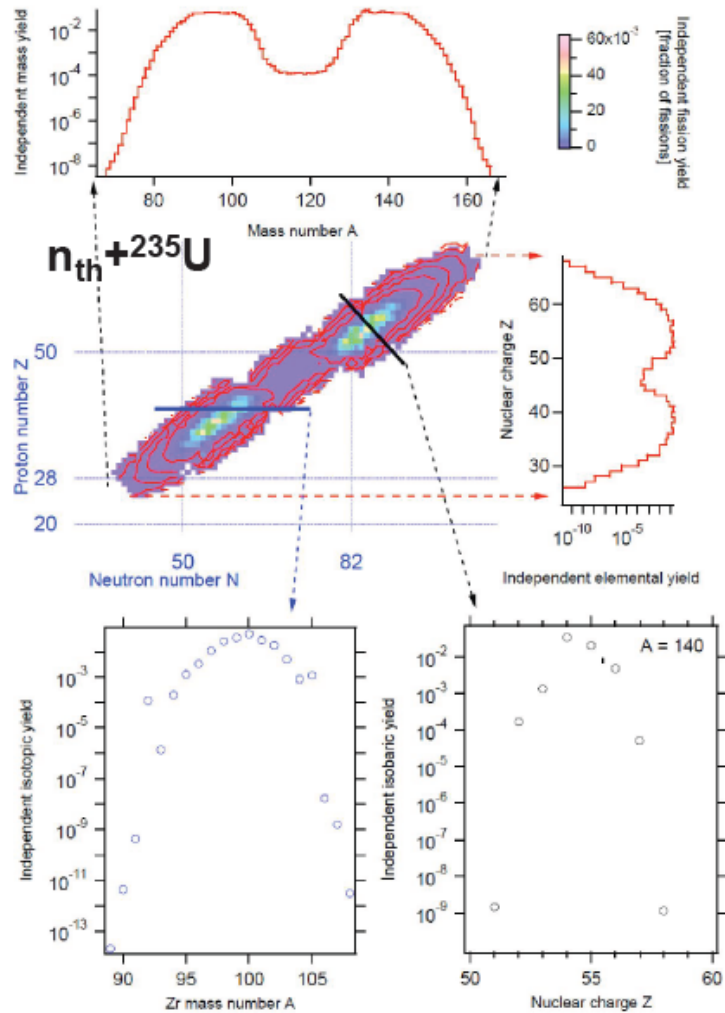 Independent mass yield
10⁻²
10⁻⁴
10⁻⁶
10⁻⁸
80
100
120
140
160
Mass number A
60x10⁻³
40
20
0
Independent fission yield
[fraction of fissions]
nₜₕ+²³⁵U
Proton number Z
50
28
20
50
82
Neutron number N
Nuclear charge Z
60
50
40
30
10⁻¹⁰
10⁻⁵
Independent elemental yield
Independent isotopic yield
10⁻³
10⁻⁵
10⁻⁷
10⁻⁹
10⁻¹¹
10⁻¹³
90
95
100
105
Zr mass number A
Independent isobaric yield
A = 140
10⁻²
10⁻³
10⁻⁴
10⁻⁵
10⁻⁶
10⁻⁷
10⁻⁸
10⁻⁹
50
55
60
Nuclear charge Z